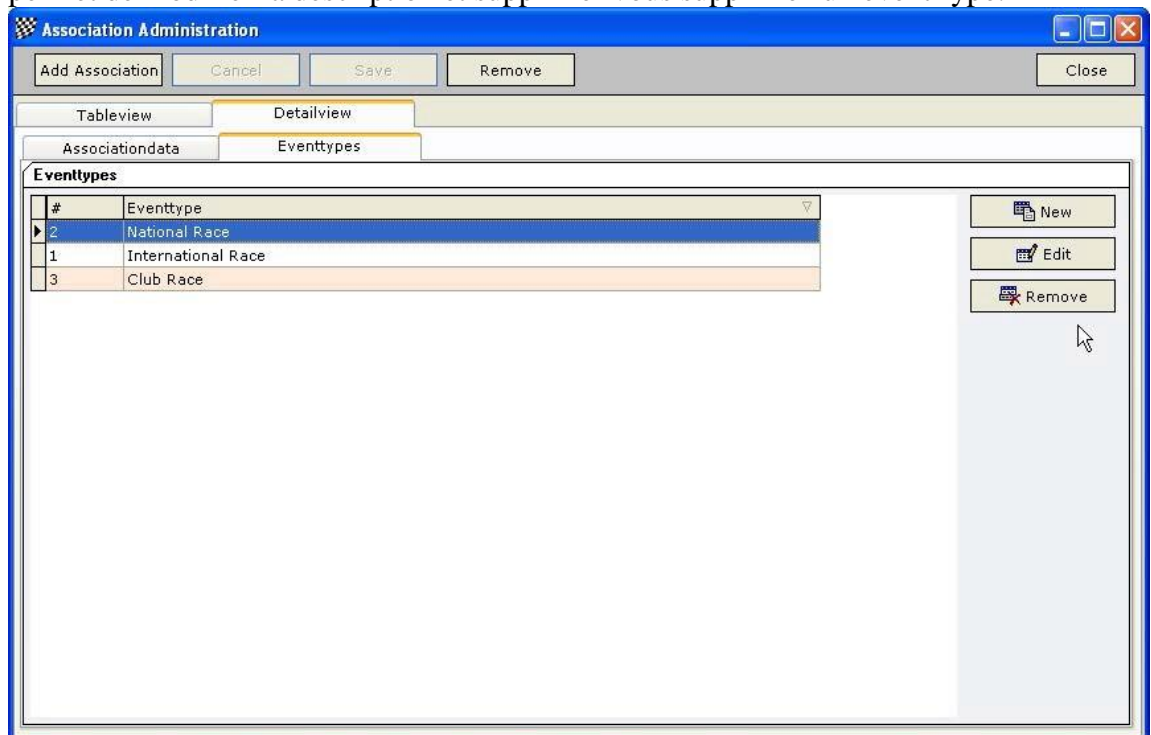 Association Administration
Add Association Cancel Save Remove Close
Tableview Detailview
Associationdata Eventtypes
Eventtypes
# Eventtype
2 National Race
1 International Race
3 Club Race
New
Edit
Remove